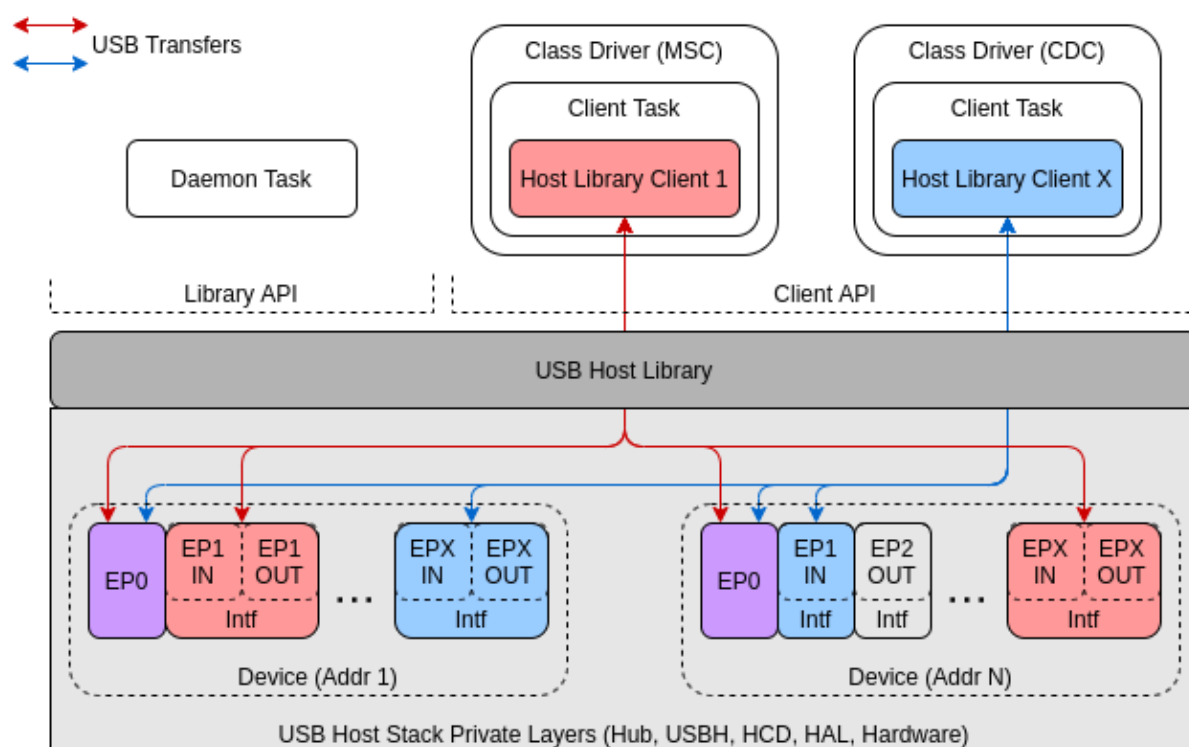 USB Transfers
Class Driver (MSC)
Client Task
Host Library Client 1
Class Driver (CDC)
Client Task
Host Library Client X
Daemon Task
Library API
Client API
USB Host Library
EP0
EP1
IN
EP1
OUT
Intf
...
EPX
IN
EPX
OUT
Intf
Device (Addr 1)
EP0
EP1
IN
Intf
EP2
OUT
Intf
...
EPX
IN
EPX
OUT
Intf
Device (Addr N)
USB Host Stack Private Layers (Hub, USBH, HCD, HAL, Hardware)